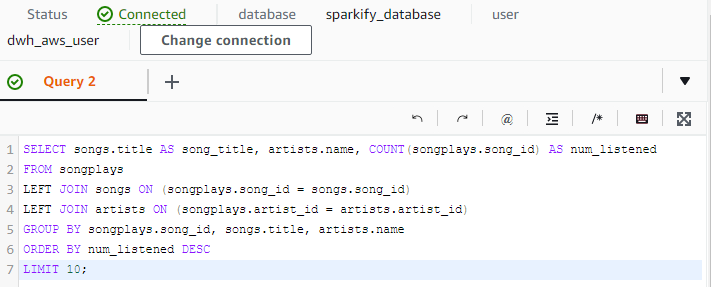 Status Connected database sparkify_database user
dwh_aws_user Change connection
Query 2 +
@ /*
1 SELECT songs.title AS song_title, artists.name, COUNT(songplays.song_id) AS num_listened
2 FROM songplays
3 LEFT JOIN songs ON (songplays.song_id = songs.song_id)
4 LEFT JOIN artists ON (songplays.artist_id = artists.artist_id)
5 GROUP BY songplays.song_id, songs.title, artists.name
6 ORDER BY num_listened DESC
7 LIMIT 10;